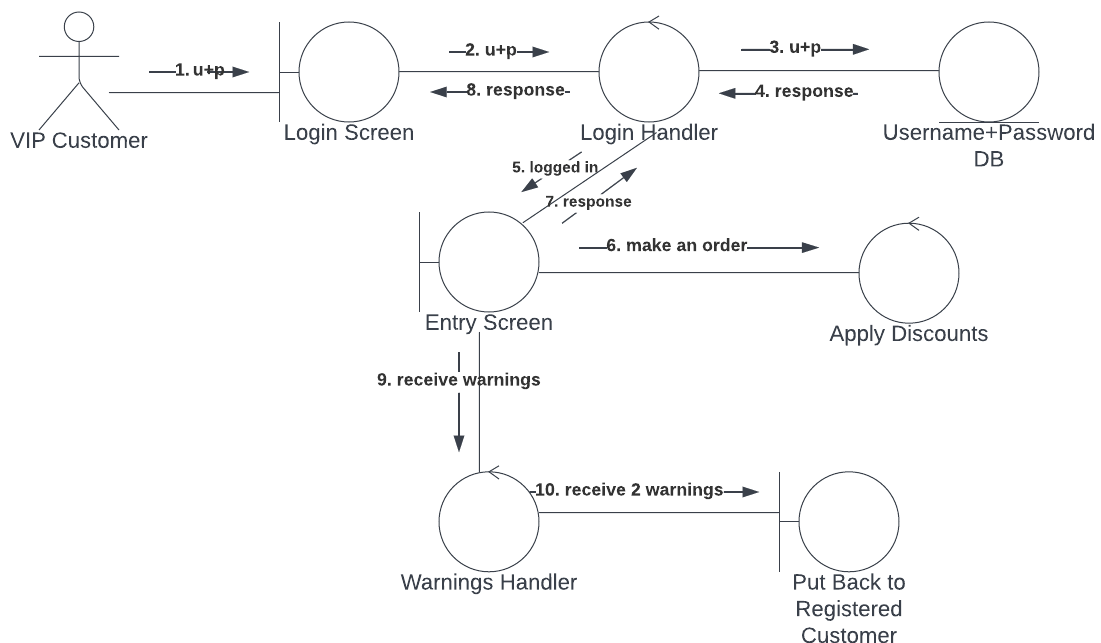 1. u+p
2. u+p
3. u+p
8. response
4. response
VIP Customer
Login Screen
Login Handler
Username+Password
DB
5. logged in
7. response
6. make an order
Entry Screen
Apply Discounts
9. receive warnings
10. receive 2 warnings
Warnings Handler
Put Back to
Registered
Customer